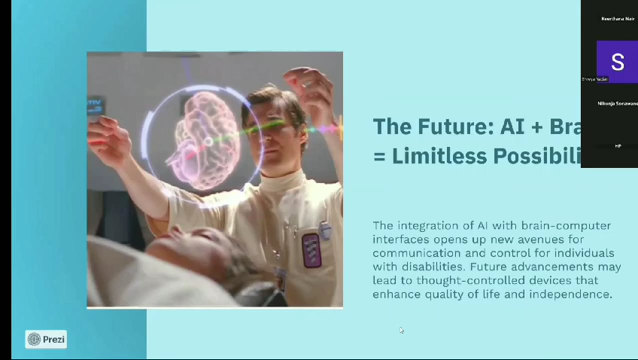 The Future: AI + Bra
= Limitless Possibili
The integration of AI with brain-computer
interfaces opens up new avenues for
communication and control for individuals
with disabilities. Future advancements may
lead to thought-controlled devices that
enhance quality of life and independence.
Prezi
S
HP